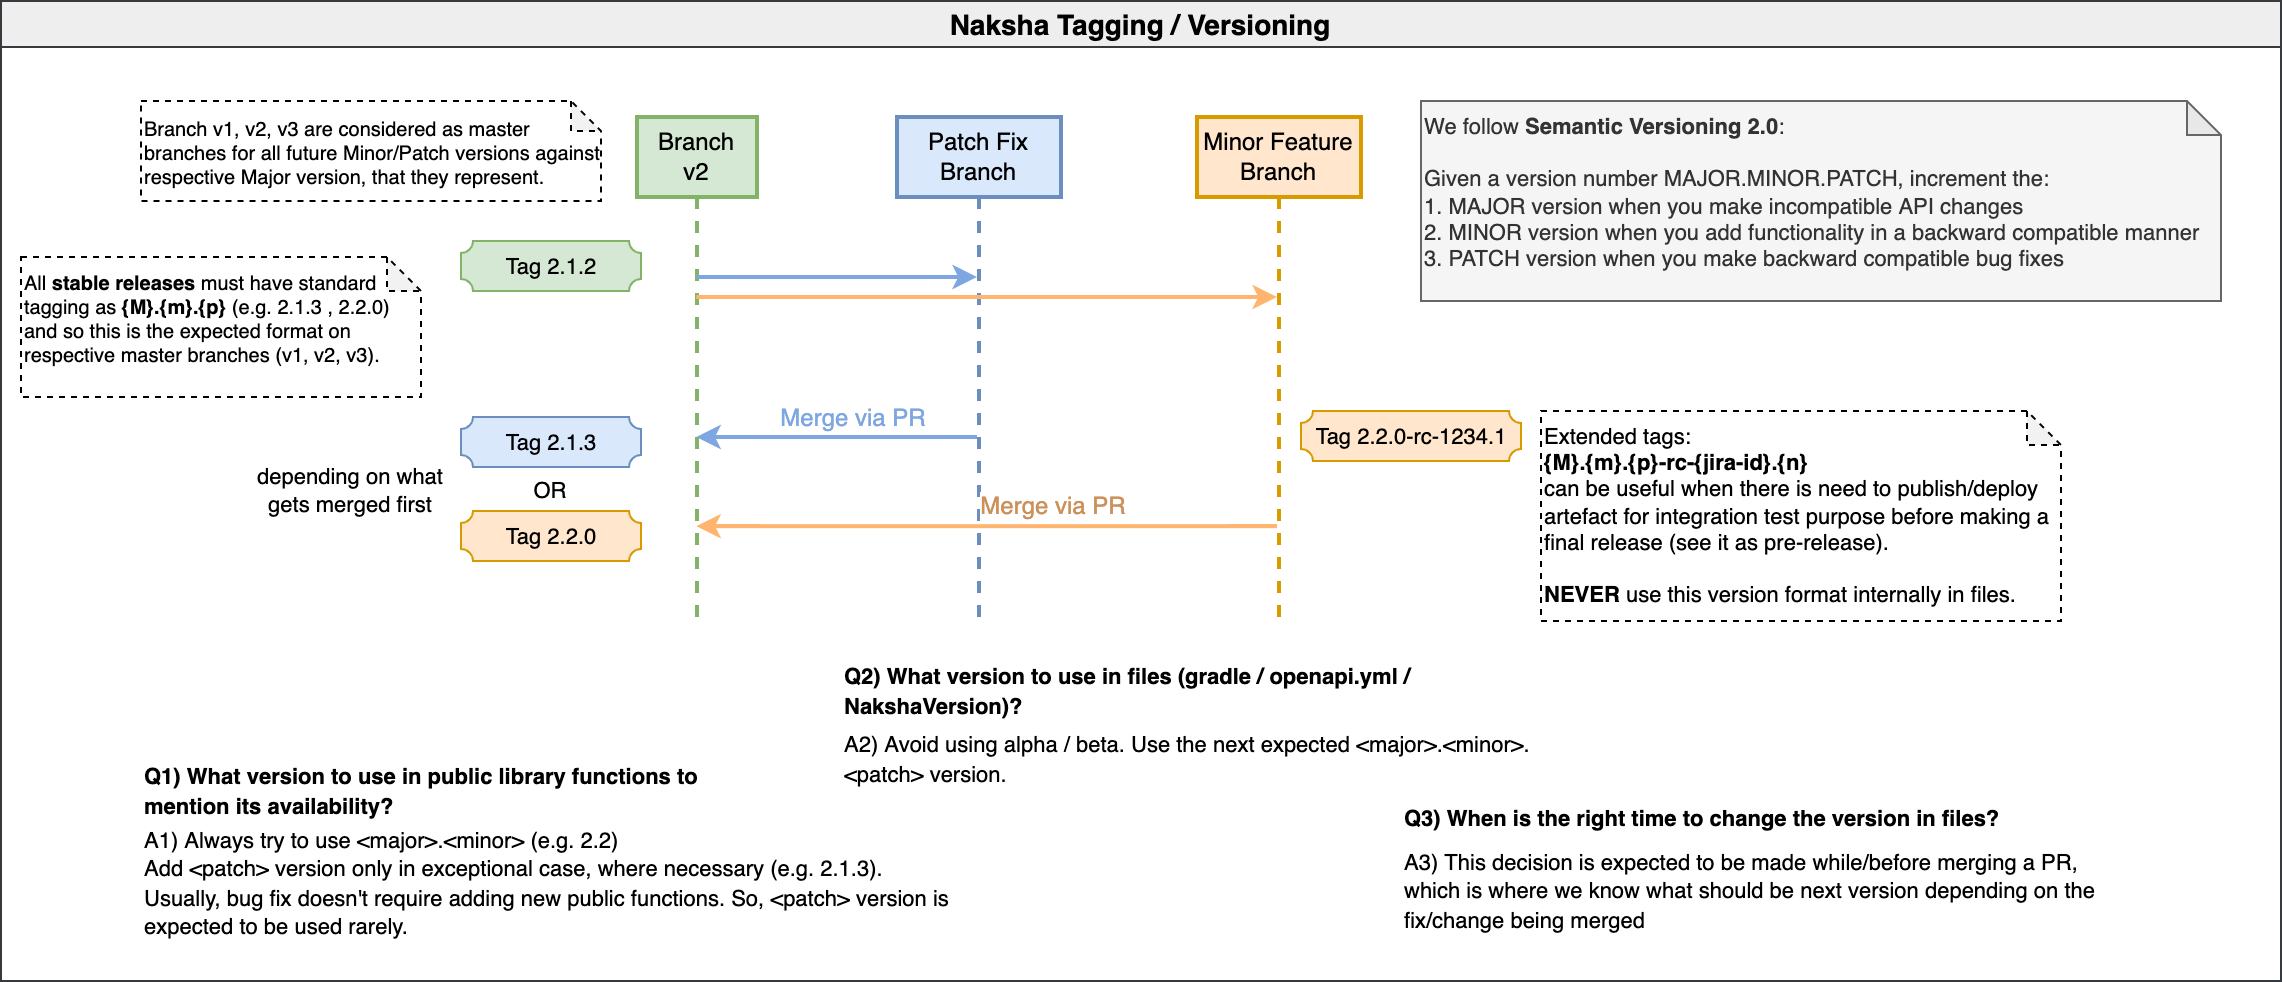 Naksha Tagging / Versioning
Branch v1, v2, v3 are considered as master
branches for all future Minor/Patch versions against
respective Major version, that they represent.
Branch
v2
Patch Fix
Branch
Minor Feature
Branch
We follow Semantic Versioning 2.0:
Given a version number MAJOR.MINOR.PATCH, increment the:
1. MAJOR version when you make incompatible API changes
2. MINOR version when you add functionality in a backward compatible manner
3. PATCH version when you make backward compatible bug fixes
All stable releases must have standard
tagging as {M}.{m}.{p} (e.g. 2.1.3 , 2.2.0)
and so this is the expected format on
respective master branches (v1, v2, v3).
Tag 2.1.2
Merge via PR
Tag 2.1.3
depending on what
gets merged first
OR
Tag 2.2.0
Merge via PR
Tag 2.2.0-rc-1234.1
Extended tags:
{M}.{m}.{p}-rc-{jira-id}.{n}
can be useful when there is need to publish/deploy
artefact for integration test purpose before making a
final release (see it as pre-release).
NEVER use this version format internally in files.
Q2) What version to use in files (gradle / openapi.yml /
NakshaVersion)?
A2) Avoid using alpha / beta. Use the next expected <major>.<minor>.
<patch> version.
Q1) What version to use in public library functions to
mention its availability?
A1) Always try to use <major>.<minor> (e.g. 2.2)
Add <patch> version only in exceptional case, where necessary (e.g. 2.1.3).
Usually, bug fix doesn't require adding new public functions. So, <patch> version is
expected to be used rarely.
Q3) When is the right time to change the version in files?
A3) This decision is expected to be made while/before merging a PR,
which is where we know what should be next version depending on the
fix/change being merged